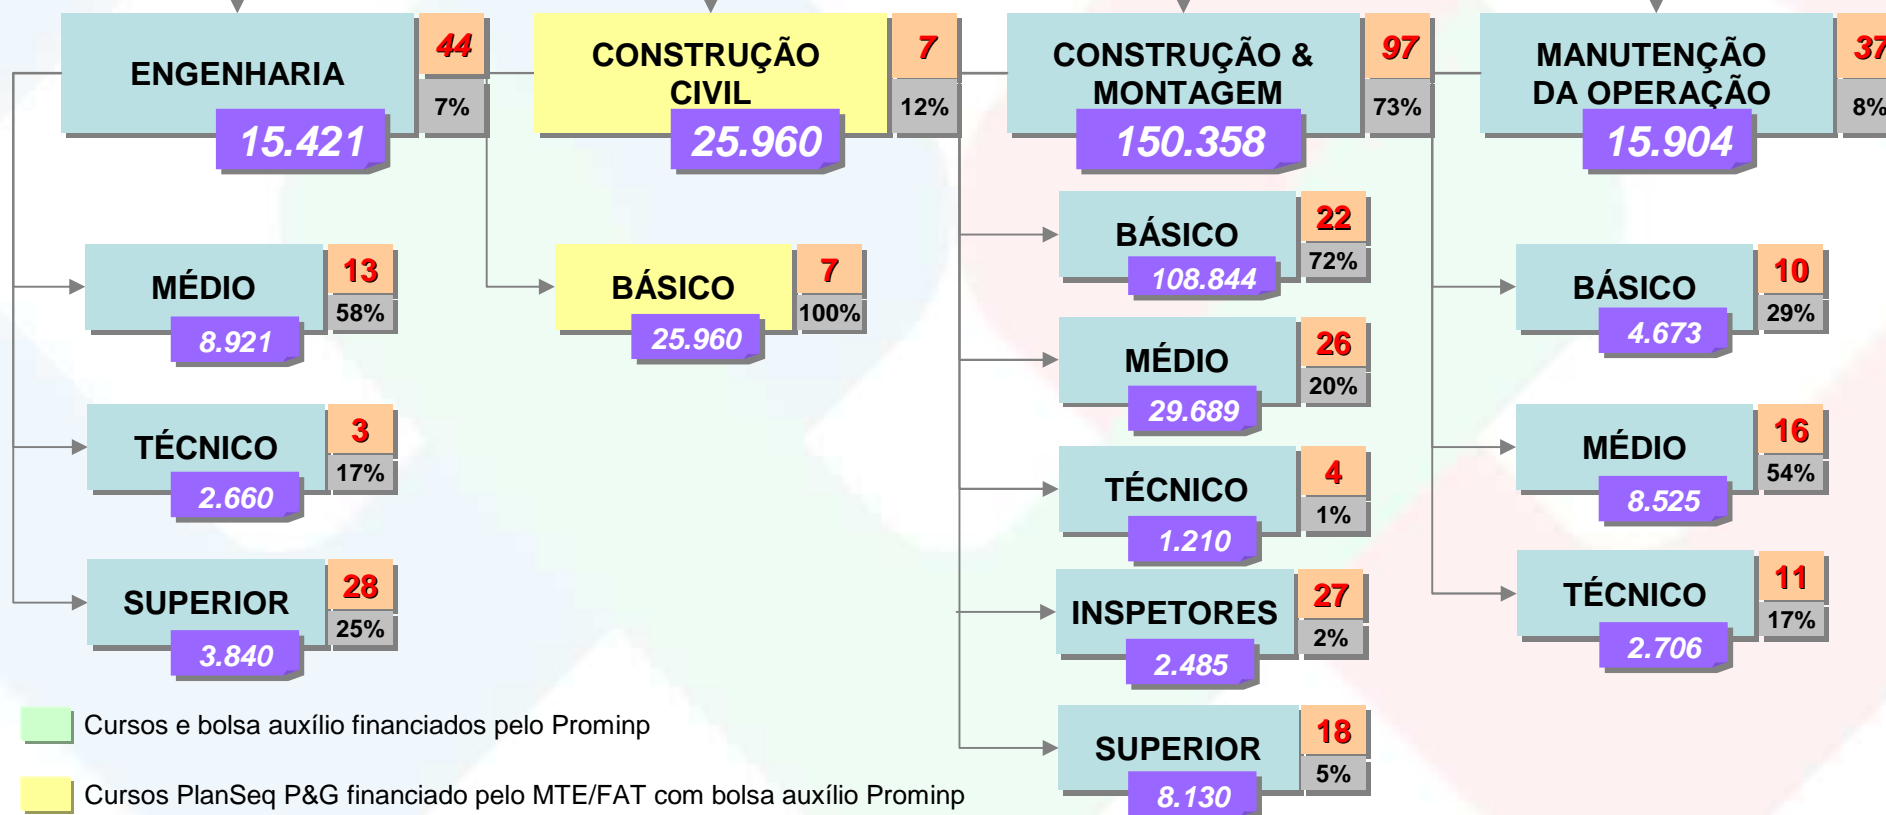 ENGENHARIA
44
7%
15.421
MÉDIO
13
58%
8.921
TÉCNICO
3
17%
2.660
SUPERIOR
28
25%
3.840
CONSTRUÇÃO
CIVIL
7
12%
25.960
BÁSICO
7
100%
25.960
CONSTRUÇÃO &
MONTAGEM
97
73%
150.358
BÁSICO
22
72%
108.844
MÉDIO
26
20%
29.689
TÉCNICO
4
1%
1.210
INSPETORES
27
2%
2.485
SUPERIOR
18
5%
8.130
MANUTENÇÃO
DA OPERAÇÃO
37
8%
15.904
BÁSICO
10
29%
4.673
MÉDIO
16
54%
8.525
TÉCNICO
11
17%
2.706
Cursos e bolsa auxílio financiados pelo Prominp
Cursos PlanSeq P&G financiado pelo MTE/FAT com bolsa auxílio Prominp